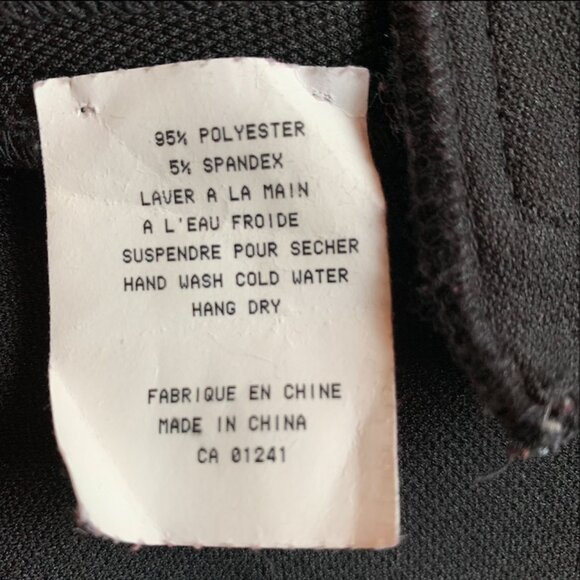 95% POLYESTER
5% SPANDEX
LAVER A LA MAIN
A L'EAU FROIDE
SUSPENDRE POUR SECHER
HAND WASH COLD WATER
HANG DRY
FABRIQUE EN CHINE
MADE IN CHINA
CA 01241